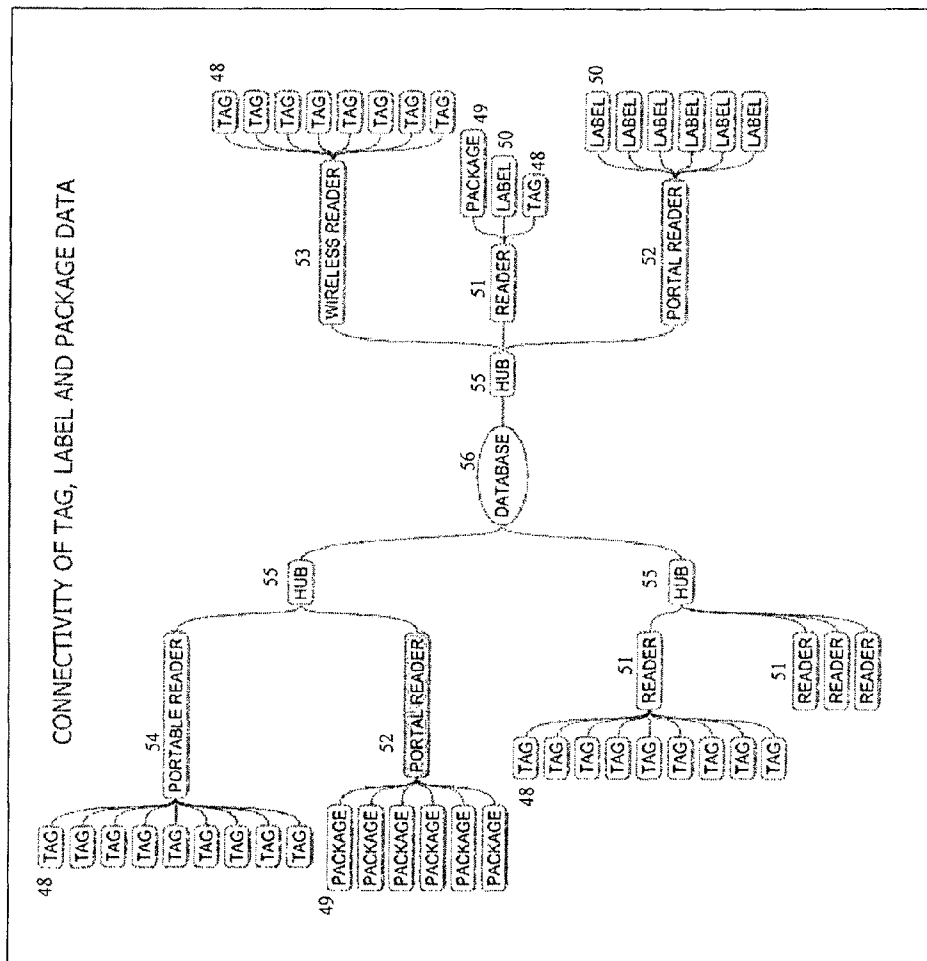 CONNECTIVITY OF TAG, LABEL AND PACKAGE DATA
48
TAG
TAG
TAG
TAG
TAG
TAG
TAG
TAG
TAG
54
PORTABLE READER
49
PACKAGE
PACKAGE
PACKAGE
PACKAGE
PACKAGE
PACKAGE
52
PORTAL READER
55
HUB
48
TAG
TAG
TAG
TAG
TAG
TAG
TAG
TAG
TAG
51
READER
51
READER
READER
READER
55
HUB
56
DATABASE
55
HUB
53
WIRELESS READER
48
TAG
TAG
TAG
TAG
TAG
TAG
TAG
TAG
51
READER
PACKAGE 49
LABEL 50
TAG 48
52
PORTAL READER
50
LABEL
LABEL
LABEL
LABEL
LABEL
LABEL